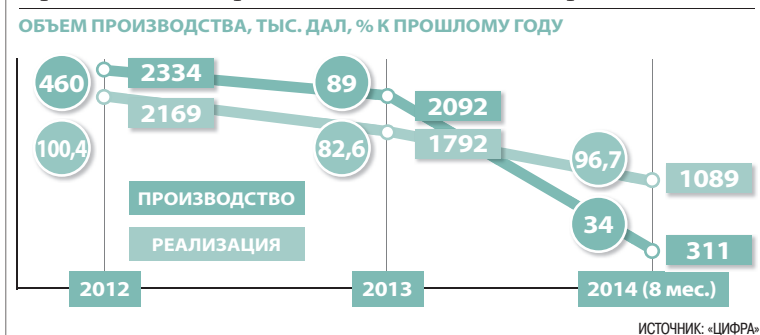 ОБЪЕМ ПРОИЗВОДСТВА, ТЫС. ДАЛ, % К ПРОШЛОМУ ГОДУ
460
2334
89
2092
2169
100,4
82,6
1792
96,7
1089
ПРОИЗВОДСТВО
РЕАЛИЗАЦИЯ
34
311
2012
2013
2014 (8 мес.)
ИСТОЧНИК: «ЦИФРА»